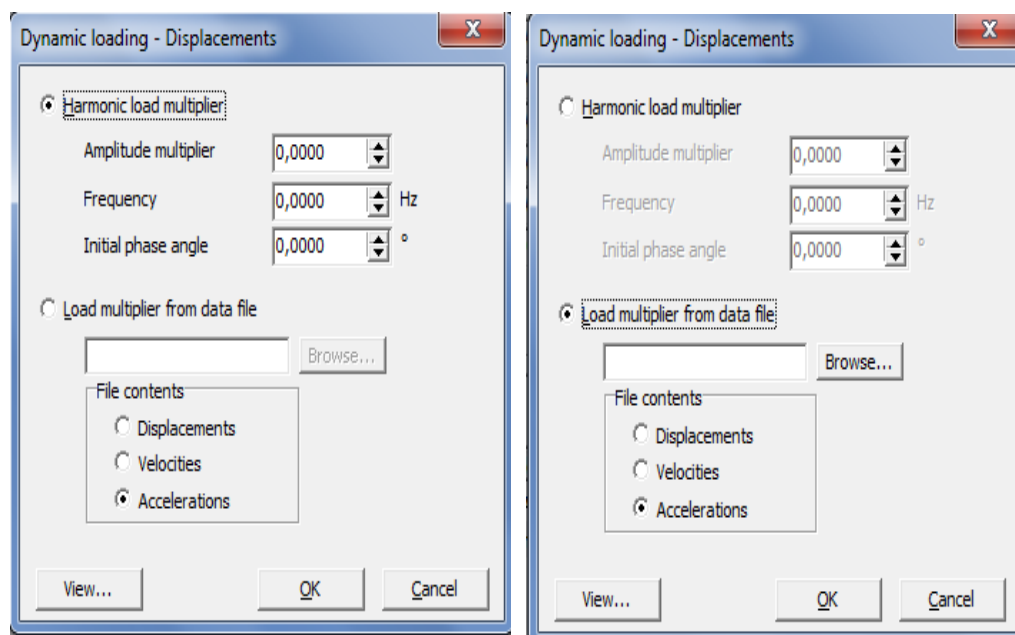 Dynamic loading - Displacements
X
Harmonic load multiplier
Amplitude multiplier 0,0000
Frequency 0,0000 Hz
Initial phase angle 0,0000 °
Load multiplier from data file
Browse...
File contents
Displacements
Velocities
Accelerations
View... OK Cancel
Dynamic loading - Displacements
X
Harmonic load multiplier
Amplitude multiplier 0,0000
Frequency 0,0000 Hz
Initial phase angle 0,0000 °
Load multiplier from data file
Browse...
File contents
Displacements
Velocities
Accelerations
View... OK Cancel